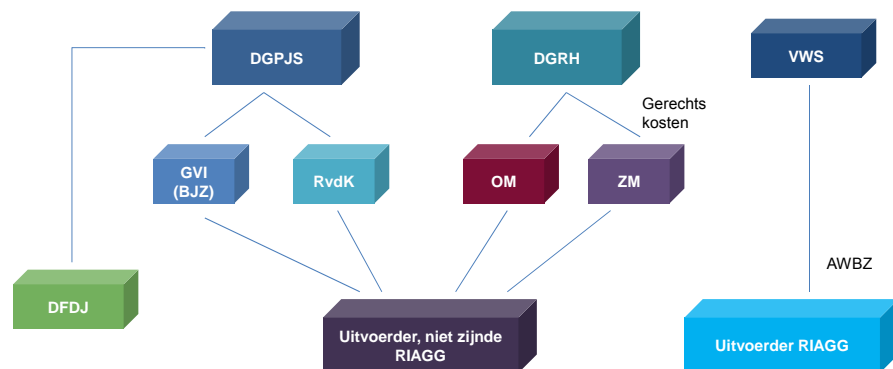 DGPJS
DGRH
VWS
Gerechts
kosten
GVI
(BJZ)
RvdK
OM
ZM
AWBZ
DFDJ
Uitvoerder, niet zijnde
RIAGG
Uitvoerder RIAGG